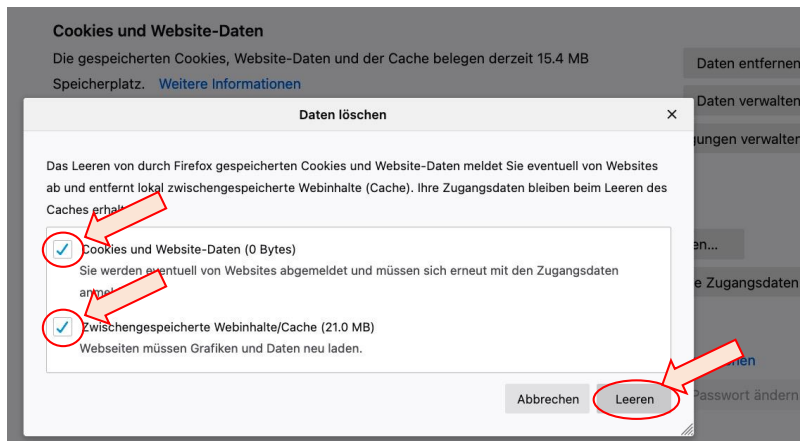 Cookies und Website-Daten
Die gespeicherten Cookies, Website-Daten und der Cache belegen derzeit 15.4 MB
Speicherplatz. Weitere Informationen
Daten entfernen
Daten verwalten
Daten löschen
ungen verwalten
Das Leeren von durch Firefox gespeicherten Cookies und Website-Daten meldet Sie eventuell von Websites
ab und entfernt lokal zwischengespeicherte Webinhalte (Cache). Ihre Zugangsdaten bleiben beim Leeren des
Caches erhalt
Cookies und Website-Daten (0 Bytes)
Sie werden eventuell von Websites abgemeldet und müssen sich erneut mit den Zugangsdaten
anmel
en...
e Zugangsdaten
Zwischengespeicherte Webinhalte/Cache (21.0 MB)
Webseiten müssen Grafiken und Daten neu laden.
onen
Abbrechen
Leeren
Passwort ändern